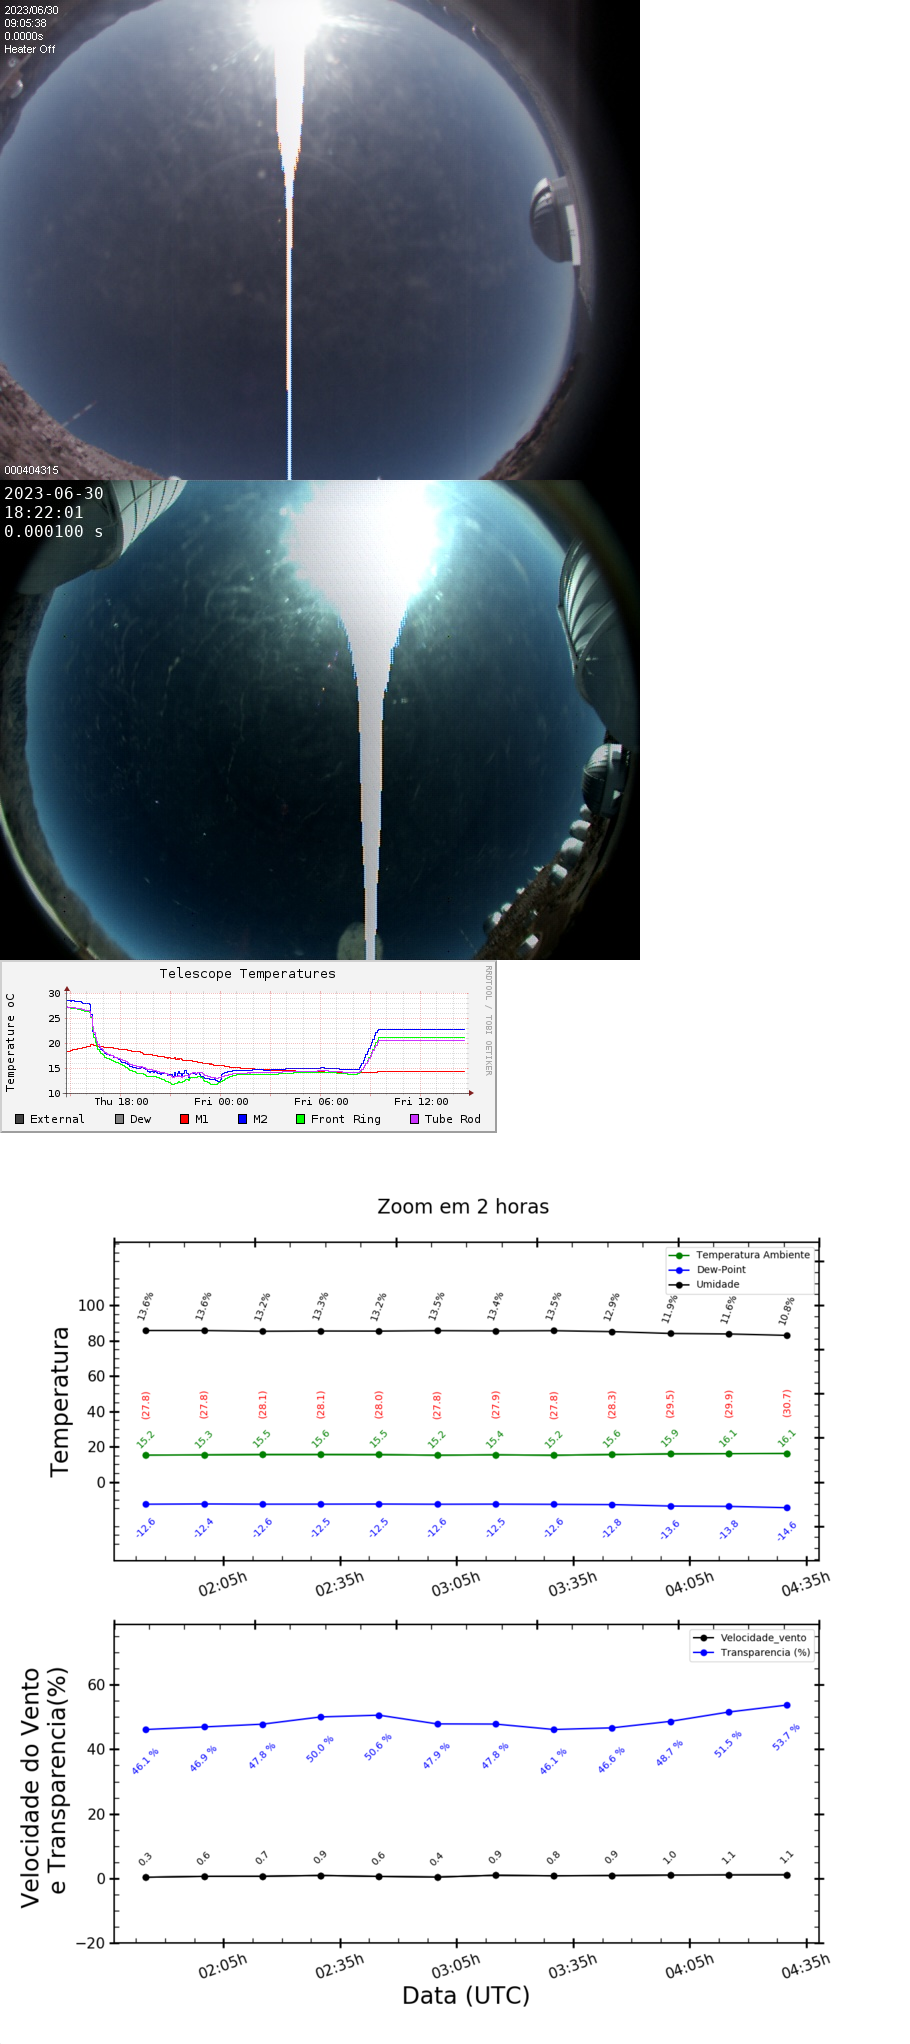 2023/06/30
09:05:38
0.0000s
Heater Off
000404315
2023-06-30
18:22:01
0.000100 s
Telescope Temperatures
RRDTOOL / TOBI OETIKER
Temperature oC
30
25
20
15
10
Thu 18:00 Fri 00:00 Fri 06:00 Fri 12:00
External Dew M1 M2 Front Ring Tube Rod
Zoom em 2 horas
Temperatura Ambiente
Dew-Point
Umidade
Temperatura
100
80
60
40
20
0
13.6% 13.6% 13.2% 13.3% 13.2% 13.5% 13.4% 13.5% 12.9% 11.9% 11.6% 10.8%
(27.8) (27.8) (28.1) (28.1) (28.0) (27.8) (27.9) (27.8) (28.3) (29.5) (29.9) (30.7)
15.2 15.3 15.5 15.6 15.5 15.2 15.4 15.2 15.6 15.9 16.1 16.1
-12.6 -12.4 -12.6 -12.5 -12.5 -12.6 -12.5 -12.6 -12.8 -13.6 -13.8 -14.6
02:05h 02:35h 03:05h 03:35h 04:05h 04:35h
Velocidade_vento
Transparencia (%)
Velocidade do Vento
e Transparencia(%)
60
40
20
0
−20
46.1 % 46.9 % 47.8 % 50.0 % 50.6 % 47.9 % 47.8 % 46.1 % 46.6 % 48.7 % 51.5 % 53.7 %
0.3 0.6 0.7 0.9 0.6 0.4 0.9 0.8 0.9 1.0 1.1 1.1
02:05h 02:35h 03:05h 03:35h 04:05h 04:35h
Data (UTC)